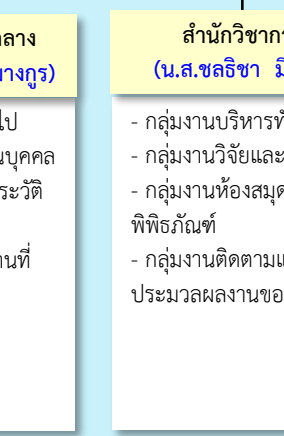 ลาง
างกูร)
ไป
นบุคคล
ระวัติ
านที่
สำนักวิชากา
(น.ส.ชลธิชา มี
- กลุ่มงานบริหารทั
- กลุ่มงานวิจัยและ
- กลุ่มงานห้องสมุด
พิพิธภัณฑ์
- กลุ่มงานติดตามแ
ประมวลผลงานขอ